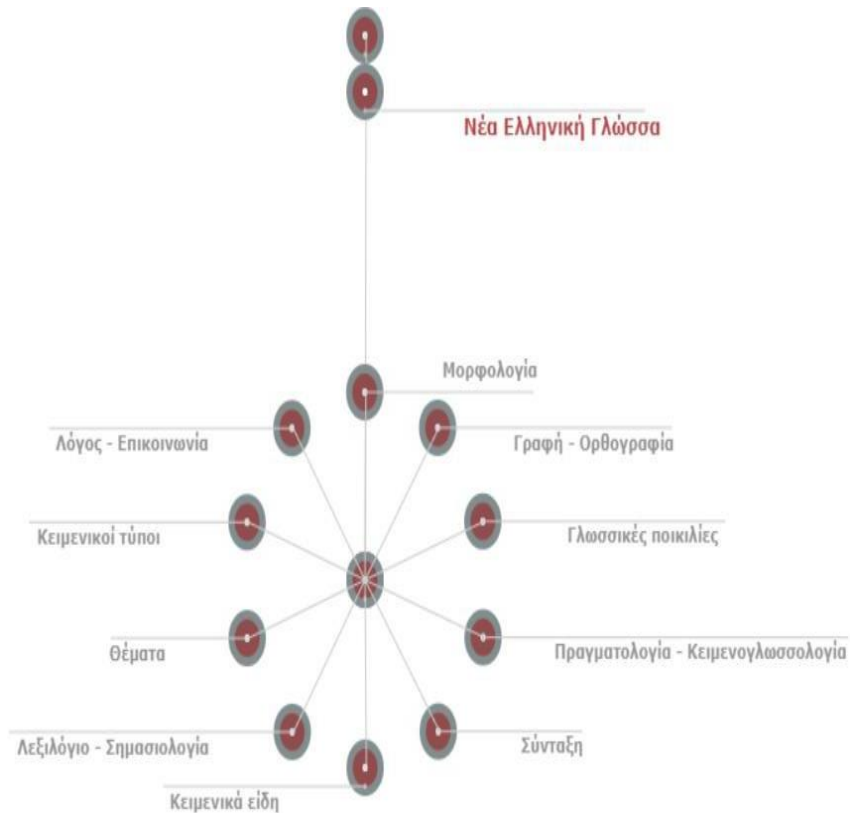 Νέα Ελληνική Γλώσσα
Μορφολογία
Λόγος - Επικοινωνία
Γραφή - Ορθογραφία
Κειμενικοί τύποι
Γλωσσικές ποικιλίες
Θέματα
Πραγματολογία - Κειμενογλωσσολογία
Λεξιλόγιο - Σημασιολογία
Σύνταξη
Κειμενικά είδη